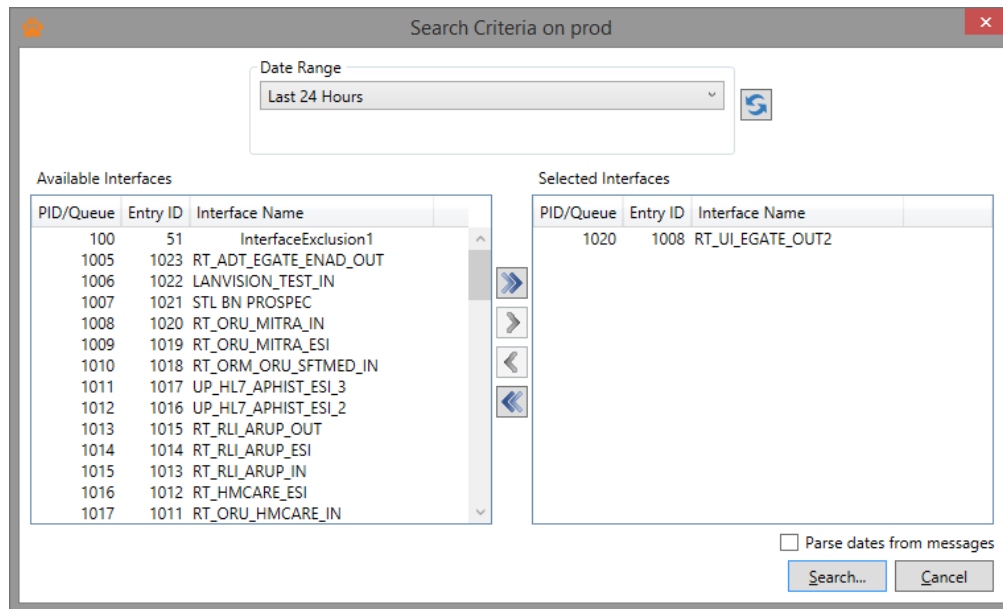 Search Criteria on prod
Date Range
Last 24 Hours
Available Interfaces
PID/Queue Entry ID Interface Name
100 51 InterfaceExclusion1
1005 1023 RT_ADT_EGATE_ENAD_OUT
1006 1022 LANVISION_TEST_IN
1007 1021 STL BN PROSPEC
1008 1020 RT_ORU_MITRA_IN
1009 1019 RT_ORU_MITRA_ESI
1010 1018 RT_ORM_ORU_SFTMED_IN
1011 1017 UP_HL7_APHIST_ESI_3
1012 1016 UP_HL7_APHIST_ESI_2
1013 1015 RT_RLI_ARUP_OUT
1014 1014 RT_RLI_ARUP_ESI
1015 1013 RT_RLI_ARUP_IN
1016 1012 RT_HMCARE_ESI
1017 1011 RT_ORU_HMCARE_IN
Selected Interfaces
PID/Queue Entry ID Interface Name
1020 1008 RT_UI_EGATE_OUT2
Parse dates from messages
Search...
Cancel